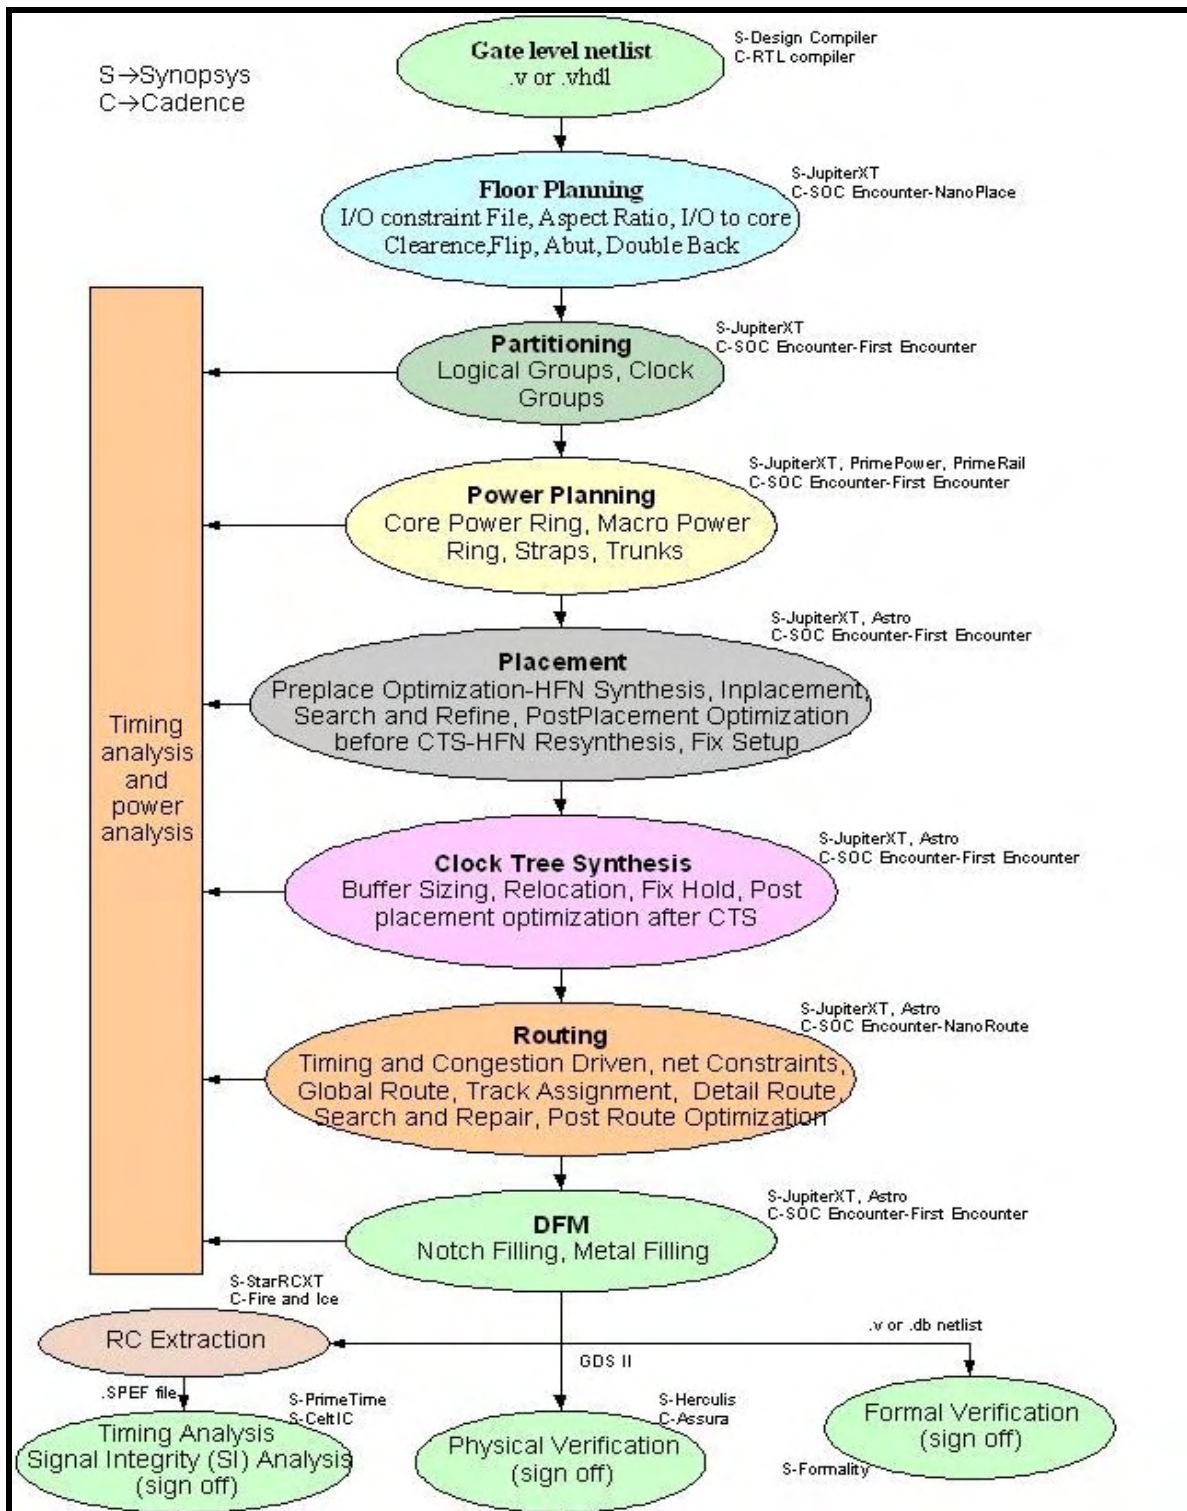 S→Synopsys
C→Cadence
Gate level netlist
.v or .vhdl
S-Design Compiler
C-RTL compiler
Floor Planning
I/O constraint File, Aspect Ratio, I/O to core
Clearence,Flip, Abut, Double Back
S-JupiterXT
C-SOC Encounter-NanoPlace
Partitioning
Logical Groups, Clock
Groups
S-JupiterXT
C-SOC Encounter-First Encounter
Power Planning
Core Power Ring, Macro Power
Ring, Straps, Trunks
S-JupiterXT, PrimePower, PrimeRail
C-SOC Encounter-First Encounter
Placement
Preplace Optimization-HFN Synthesis, Inplacement,
Search and Refine, PostPlacement Optimization
before CTS-HFN Resynthesis, Fix Setup
S-JupiterXT, Astro
C-SOC Encounter-First Encounter
Timing
analysis
and
power
analysis
Clock Tree Synthesis
Buffer Sizing, Relocation, Fix Hold, Post
placement optimization after CTS
S-JupiterXT, Astro
C-SOC Encounter-First Encounter
Routing
Timing and Congestion Driven, net Constraints,
Global Route, Track Assignment, Detail Route,
Search and Repair, Post Route Optimization
S-JupiterXT, Astro
C-SOC Encounter-NanoRoute
DFM
Notch Filling, Metal Filling
S-JupiterXT, Astro
C-SOC Encounter-First Encounter
S-StarRCXT
C-Fire and Ice
RC Extraction
.v or .db netlist
GDS II
.SPEF file
S-PrimeTime
S-CeltIC
Timing Analysis
Signal Integrity (SI) Analysis
(sign off)
S-Herculis
C-Assura
Physical Verification
(sign off)
Formal Verification
(sign off)
S-Formality